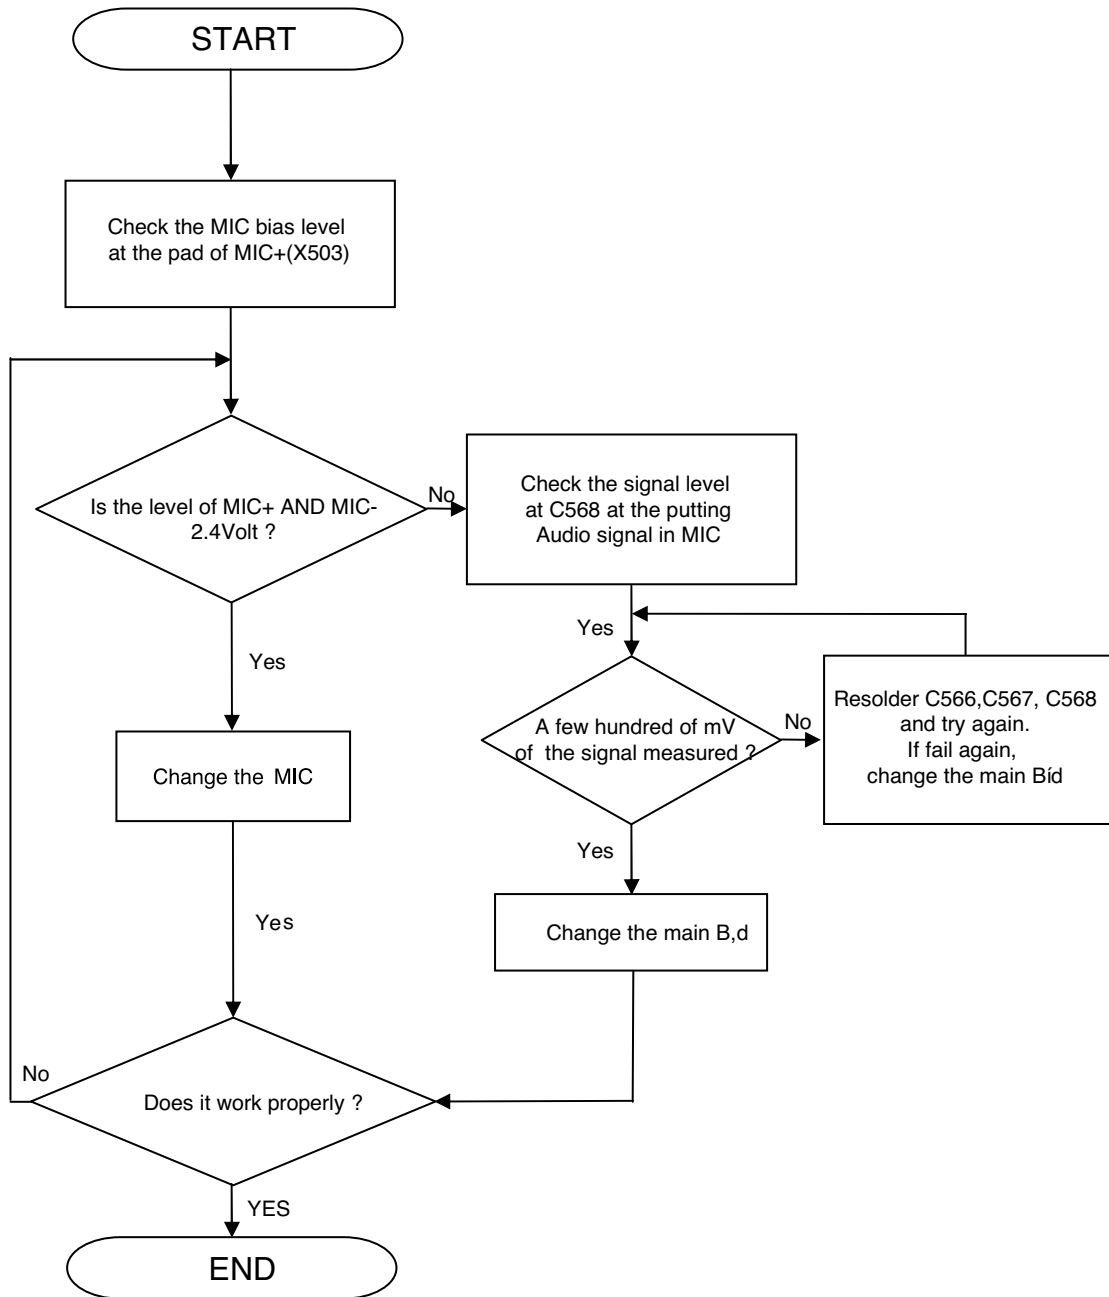 START
Check the MIC bias level
at the pad of MIC+(X503)
Is the level of MIC+ AND MIC-
2.4Volt ?
No
Check the signal level
at C568 at the putting
Audio signal in MIC
Yes
Yes
A few hundred of mV
of the signal measured ?
No
Resolder C566,C567, C568
and try again.
If fail again,
change the main Bíd
Change the MIC
Yes
Yes
Change the main B,d
No
Does it work properly ?
YES
END